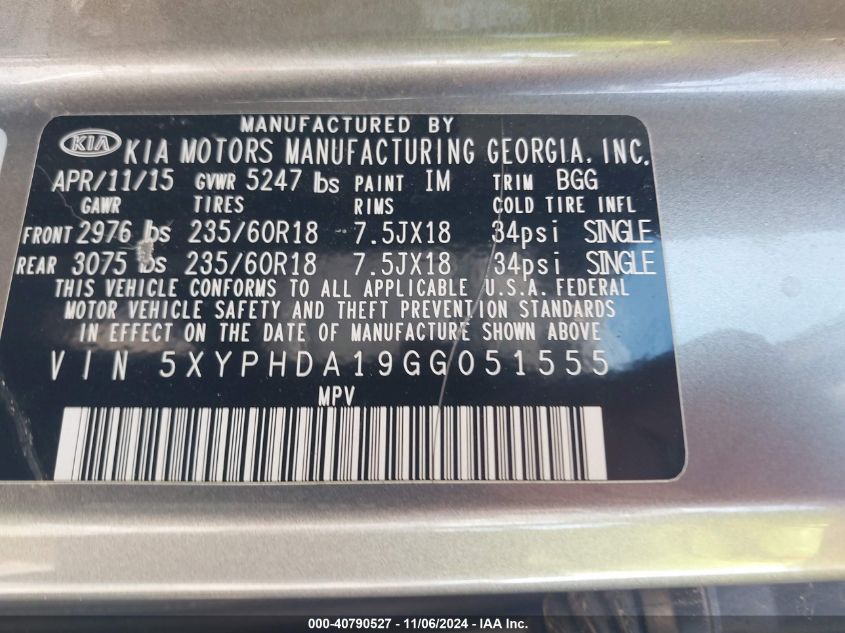 MANUFACTURED BY
KIA KIA MOTORS MANUFACTURING GEORGIA, INC.
APR/11/15 GVWR 5247 lbs PAINT IM TRIM BGG
GAWR TIRES RIMS COLD TIRE INFL
FRONT 2976 lbs 235/60R18 7.5JX18 34psi SINGLE
REAR 3075 lbs 235/60R18 7.5JX18 34psi SINGLE
THIS VEHICLE CONFORMS TO ALL APPLICABLE U.S.A. FEDERAL
MOTOR VEHICLE SAFETY AND THEFT PREVENTION STANDARDS
IN EFFECT ON THE DATE OF MANUFACTURE SHOWN ABOVE
VIN 5XYPHDA19GG051555
MPV
000-40790527 - 11/06/2024 - IAA Inc.